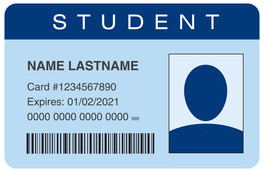 STUDENT
NAME LASTNAME
Card #1234567890
Expires: 01/02/2021
0000 0000 0000 0000